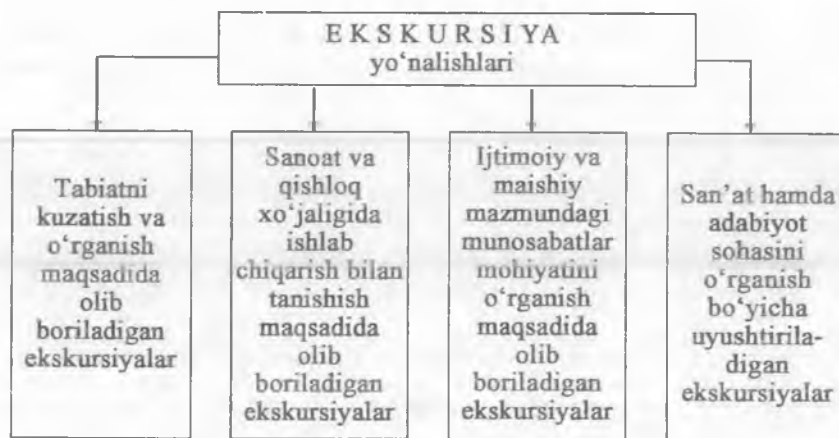 E K S K U R S I YA
yo‘nalishlari
Tabiatni
kuzatish va
o‘rganish
maqsadida
olib
boriladigan
ekskursiyalar
Sanoat va
qishloq
xo‘jaligida
ishlab
chiqarish bilan
tanishish
maqsadida
olib
boriladigan
ekskursiyalar
Ijtimoiy va
maishiy
mazmundagi
munosabatlar
mohiyatini
o‘rganish
maqsadida
olib
boriladigan
ekskursiyalar
San’at hamda
adabiyot
sohasini
o‘rganish
bo‘yicha
uyushtirila-
digan
ekskursiyalar